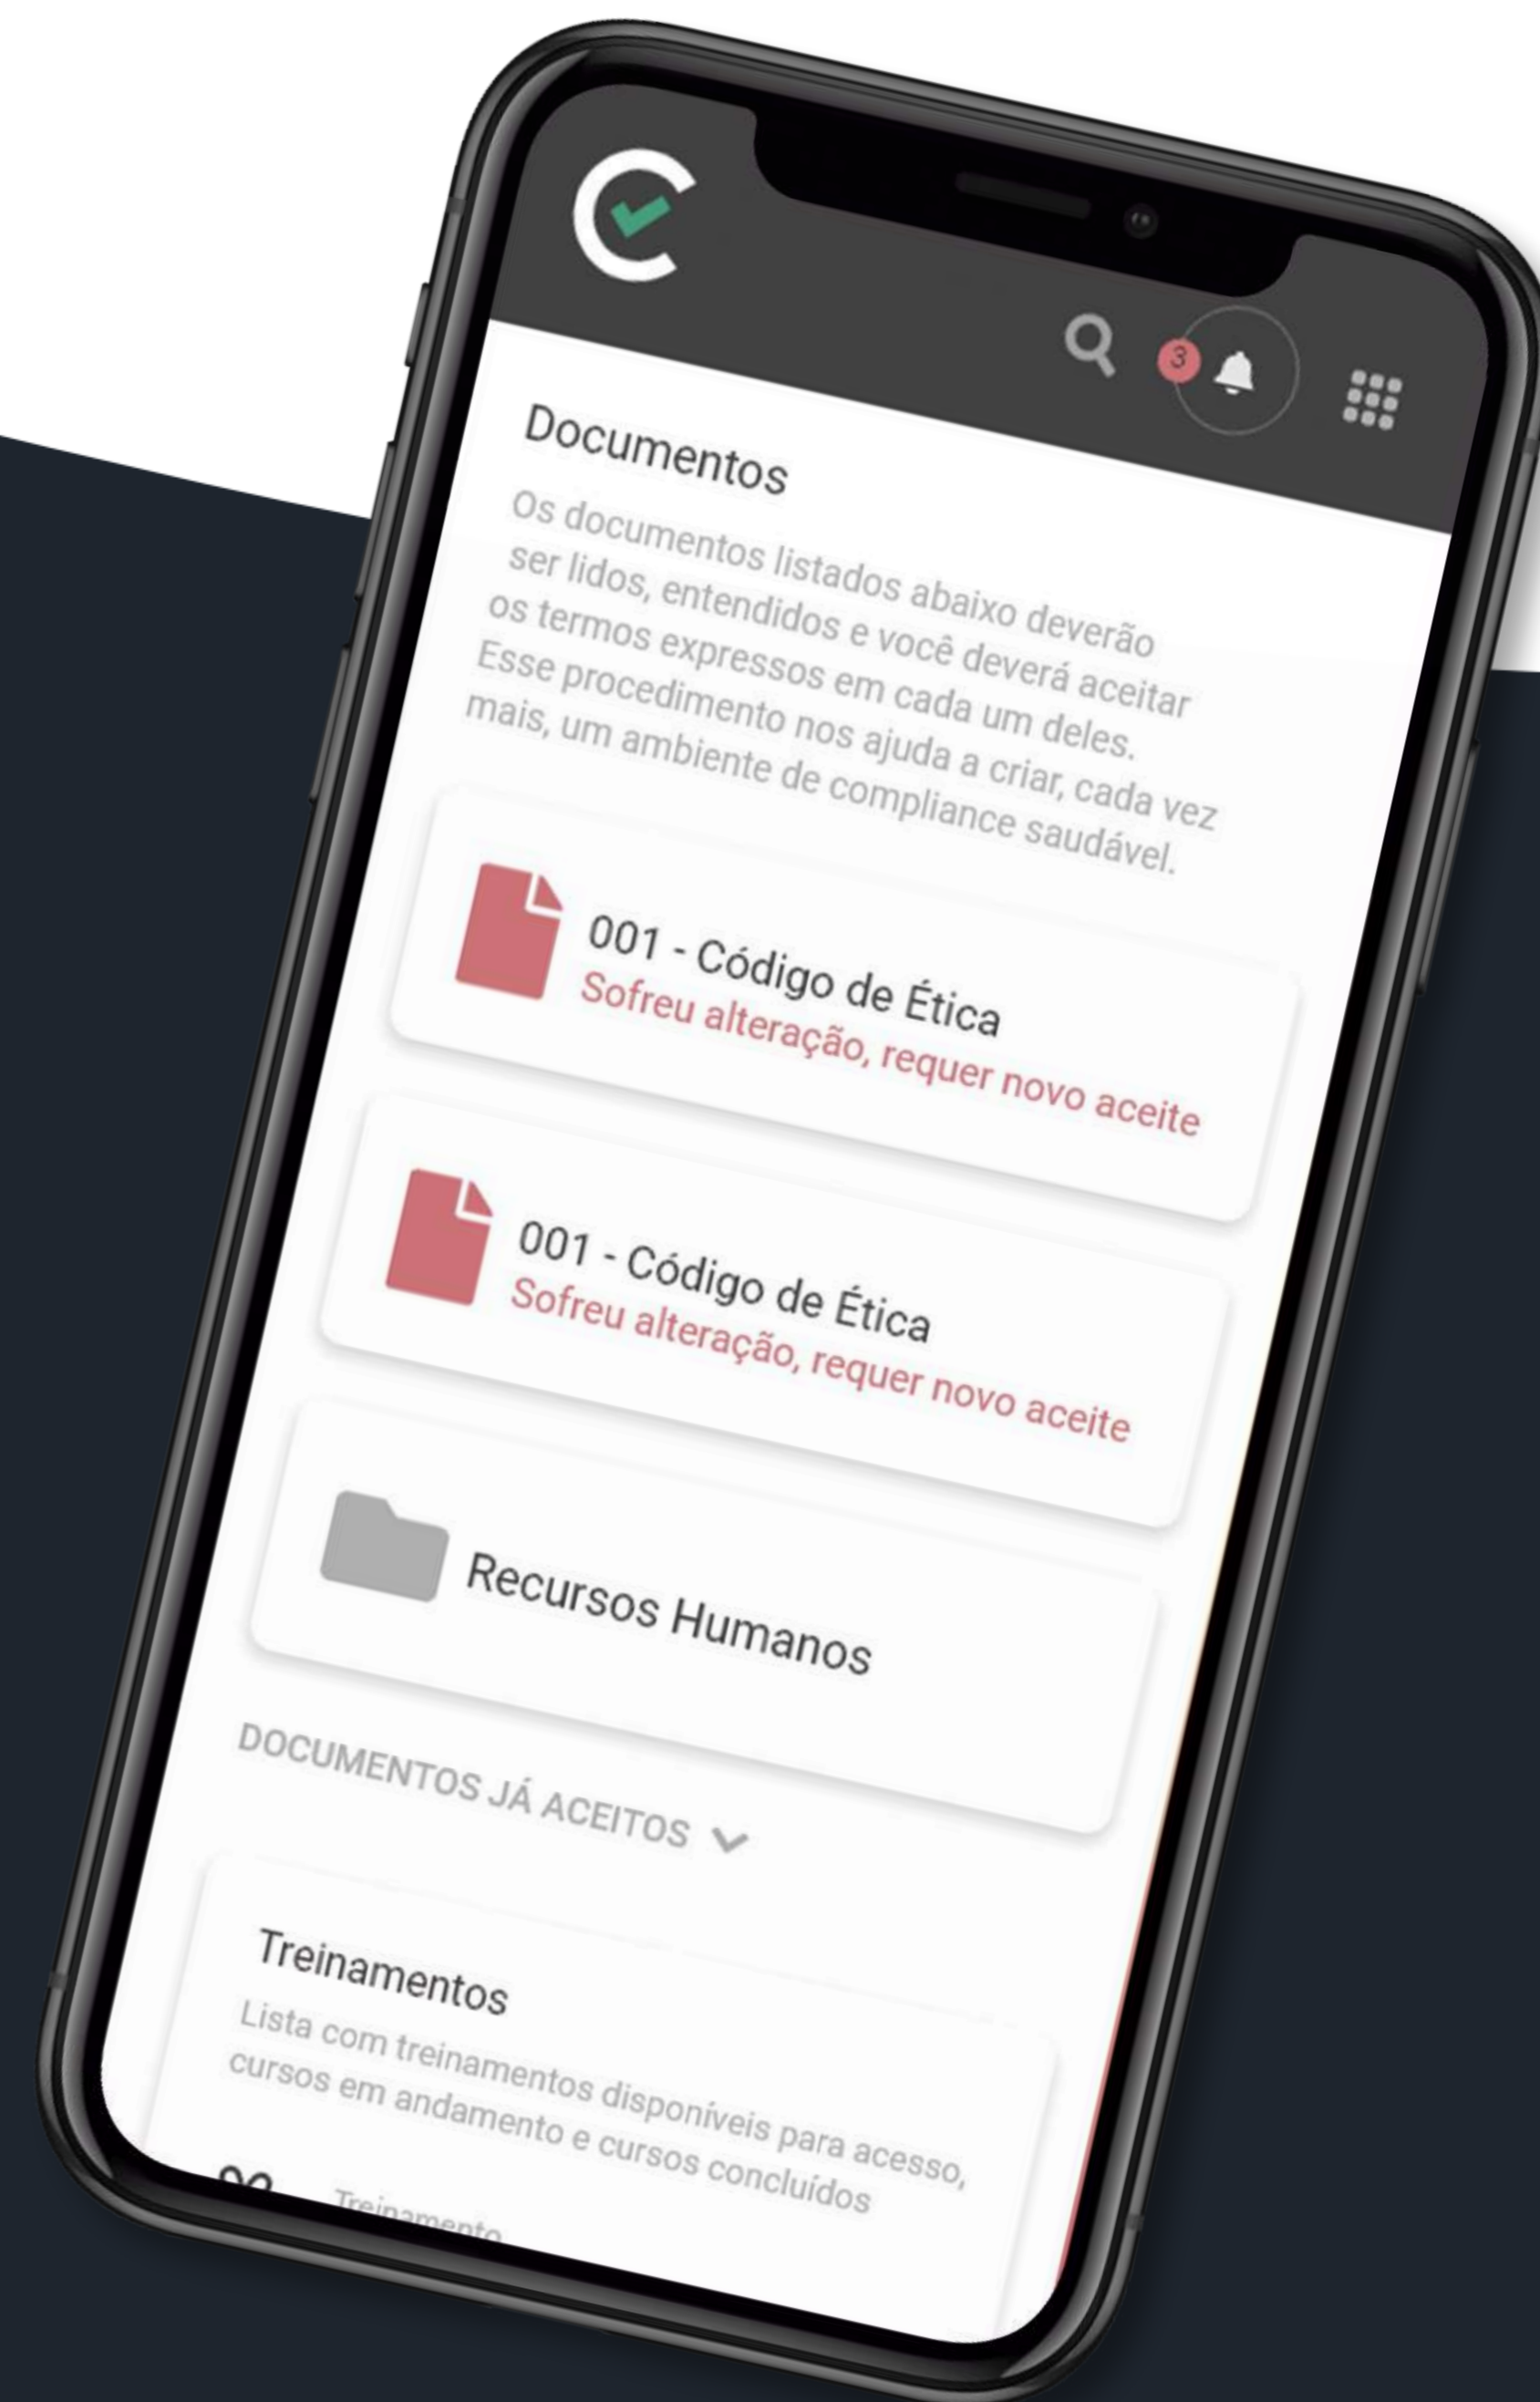 3
Documentos
Os documentos listados abaixo deverão
ser lidos, entendidos e você deverá aceitar
os termos expressos em cada um deles.
Esse procedimento nos ajuda a criar, cada vez
mais, um ambiente de compliance saudável.
001 - Código de Ética
Sofreu alteração, requer novo aceite
001 - Código de Ética
Sofreu alteração, requer novo aceite
Recursos Humanos
DOCUMENTOS JÁ ACEITOS
Treinamentos
Lista com treinamentos disponíveis para acesso,
cursos em andamento e cursos concluídos
Treinamento